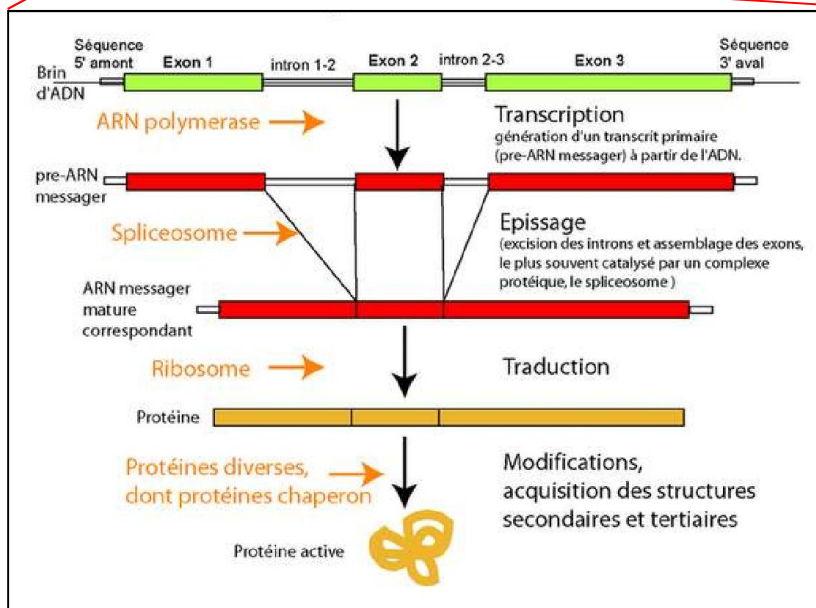 Séquence
5' amont
Exon 1
intron 1-2
Exon 2
intron 2-3
Exon 3
Séquence
3' aval
Brin
d'ADN
ARN polymerase
Transcription
génération d'un transcrit primaire
(pre-ARN messager) à partir de l'ADN.
pre-ARN
messager
Spliceosome
Epissage
(excision des introns et assemblage des exons,
le plus souvent catalysé par un complexe
protéique, le spliceosome )
ARN messager
mature
correspondant
Ribosome
Traduction
Protéine
Protéines diverses,
dont protéines chaperon
Modifications,
acquisition des structures
secondaires et tertiaires
Protéine active